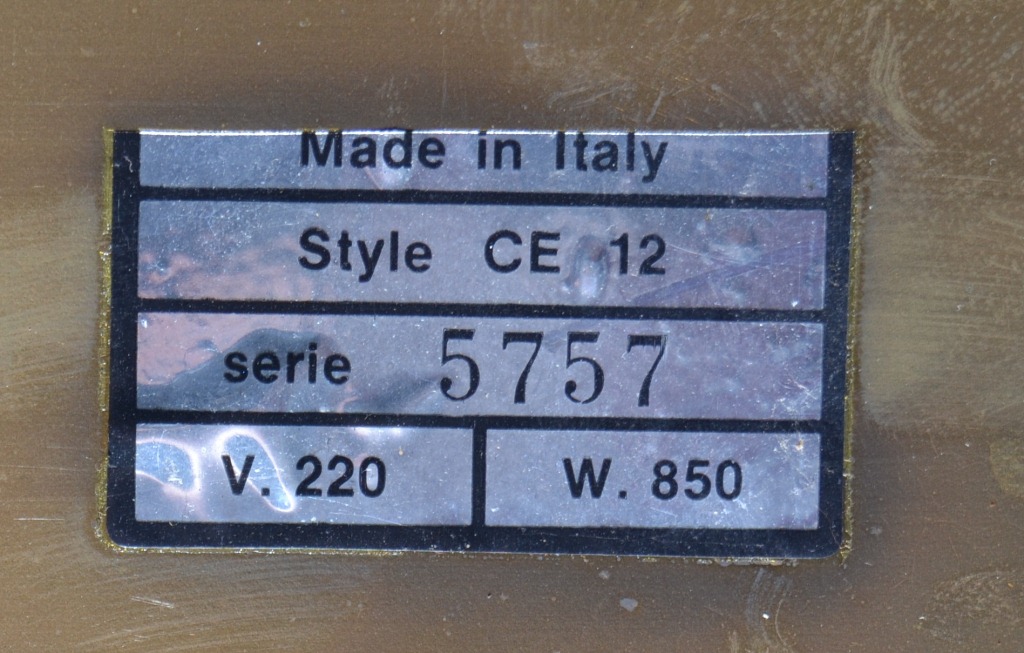 Made in Italy
Style CE 12
serie 5757
V. 220 W. 850